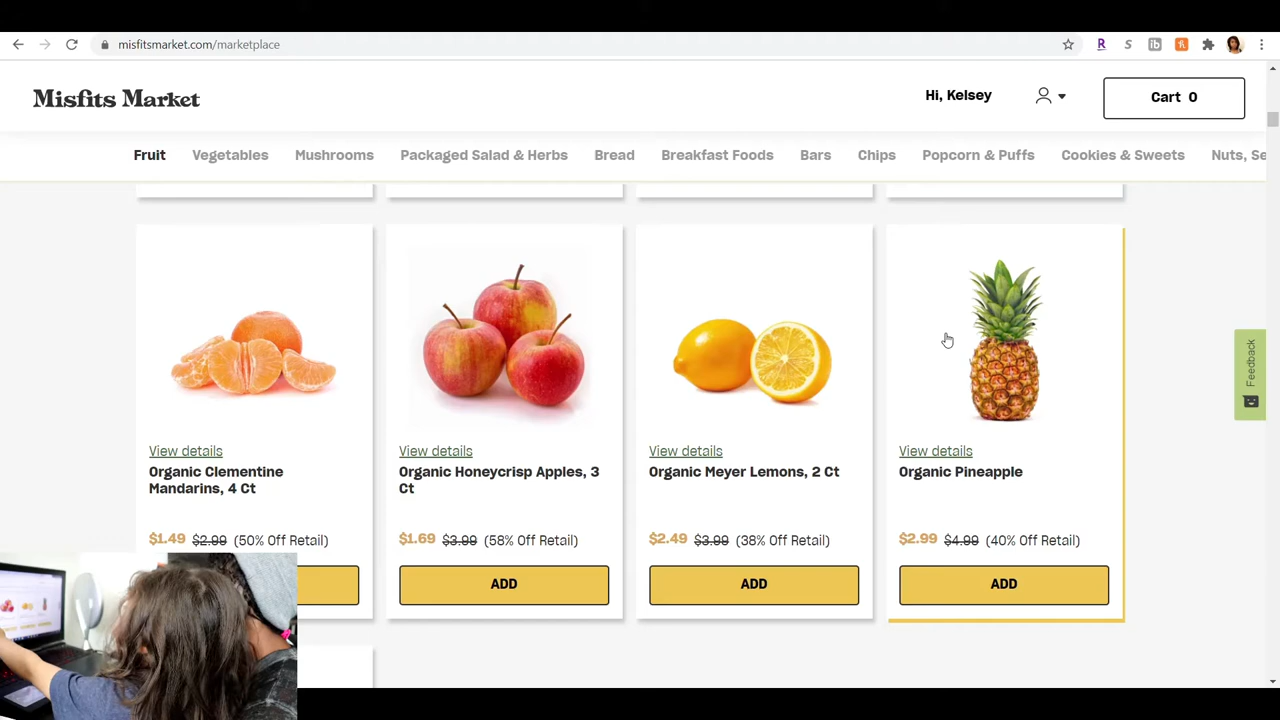 misfitsmarket.com/marketplace
R
S
ib
Misfits Market
Hi, Kelsey
Cart 0
Fruit
Vegetables
Mushrooms
Packaged Salad & Herbs
Bread
Breakfast Foods
Bars
Chips
Popcorn & Puffs
Cookies & Sweets
Nuts, Se
View details
Organic Clementine
Mandarins, 4 Ct
$1.49 $2.99 (50% Off Retail)
View details
Organic Honeycrisp Apples, 3
Ct
$1.69 $3.99 (58% Off Retail)
ADD
View details
Organic Meyer Lemons, 2 Ct
$2.49 $3.99 (38% Off Retail)
ADD
View details
Organic Pineapple
$2.99 $4.99 (40% Off Retail)
ADD
Feedback